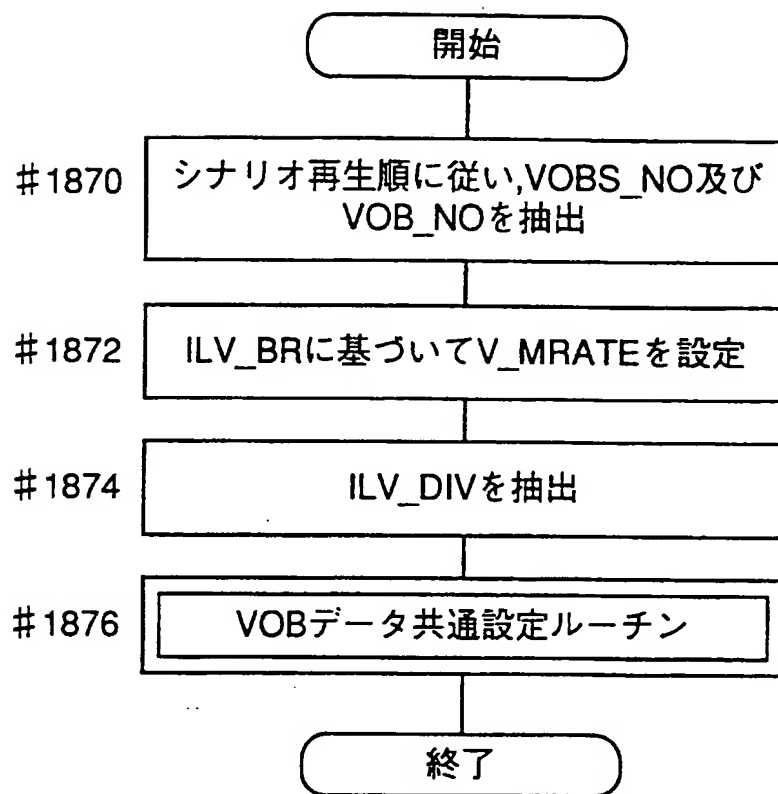 開始
#1870
シナリオ再生順に従い,VOBS_NO及び
VOB_NOを抽出
#1872
ILV_BRに基づいてV_MRATEを設定
#1874
ILV_DIVを抽出
#1876
VOBデータ共通設定ルーチン
終了